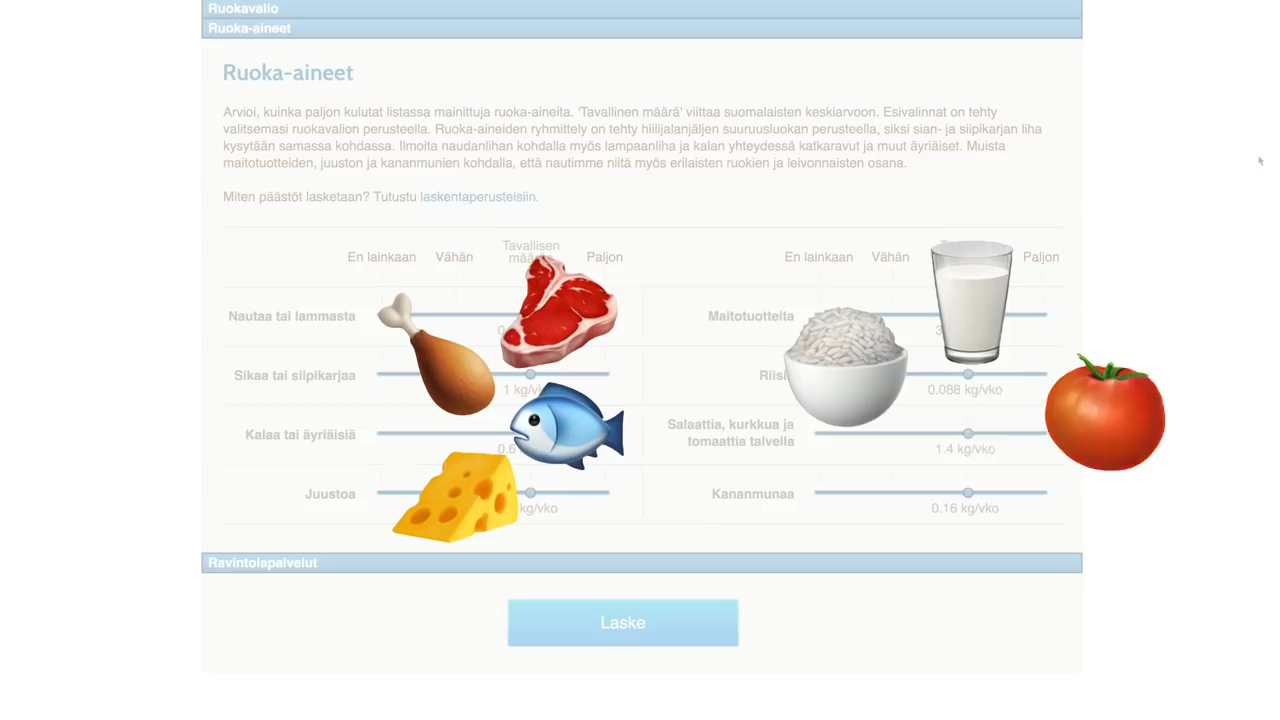 Ruokavalio
Ruoka-aineet
Ruoka-aineet
Arvioi, kuinka paljon kulutat listassa mainittuja ruoka-aineita. 'Tavallinen määrä' viittaa suomalaisten keskiarvoon. Esivalinnat on tehty
valitsemasi ruokavalion perusteella. Ruoka-aineiden ryhmittely on tehty hiilijalanjäljen suuruusluokan perusteella, siksi sian- ja siipikarjan liha
kysytään samassa kohdassa. Ilmoita naudanlihan kohdalla myös lampaanliha ja kalan yhteydessä katkaravut ja muut äyriäiset. Muista
maitotuotteiden, juuston ja kananmunien kohdalla, että nautimme niitä myös erilaisten ruokien ja leivonnaisten osana.
Miten päästöt lasketaan? Tutustu laskentaperusteisiin.
En lainkaan Vähän Tavallisen Paljon
En lainkaan Vähän Paljon
Nautaa tai lammasta
Maitotuotteita
Sikaa tai siipikarjaa
1
Riisiä
0.088 kg/vko
Kalaa tai äyriäisiä
Salaattia, kurkkua ja
tomaattia talvella
1.4 kg/vko
Juustoa
kg/vko
Kananmunaa
0.16 kg/vko
Ravintolapalvelut
Laske